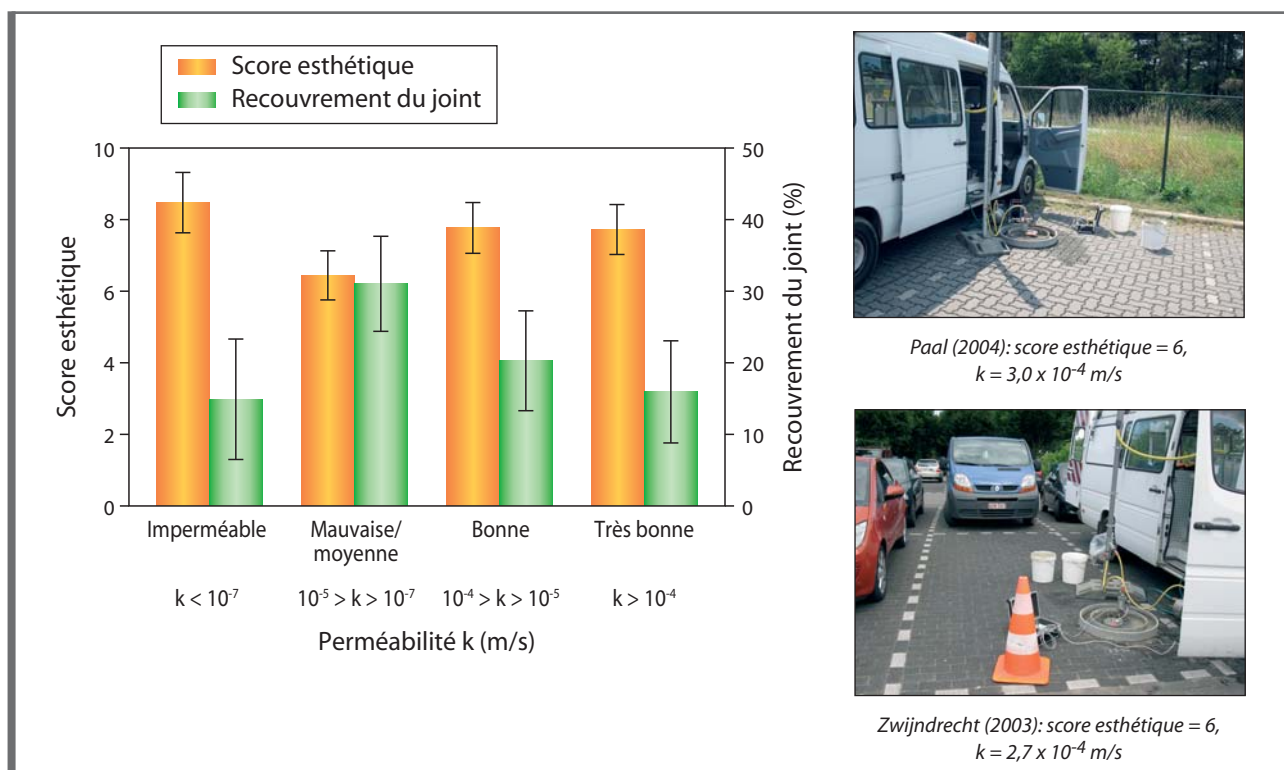 Score esthétique
Recouvrement du joint
10
8
6
4
2
0
Score esthétique
50
40
30
20
10
0
Recouvrement du joint (%)
Imperméable
Mauvaise/
moyenne
Bonne
Très bonne
k < 10⁻⁷
10⁻⁵ > k > 10⁻⁷
10⁻⁴ > k > 10⁻⁵
k > 10⁻⁴
Perméabilité k (m/s)
Paal (2004): score esthétique = 6,
k = 3,0 x 10⁻⁴ m/s
Zwijndrecht (2003): score esthétique = 6,
k = 2,7 x 10⁻⁴ m/s